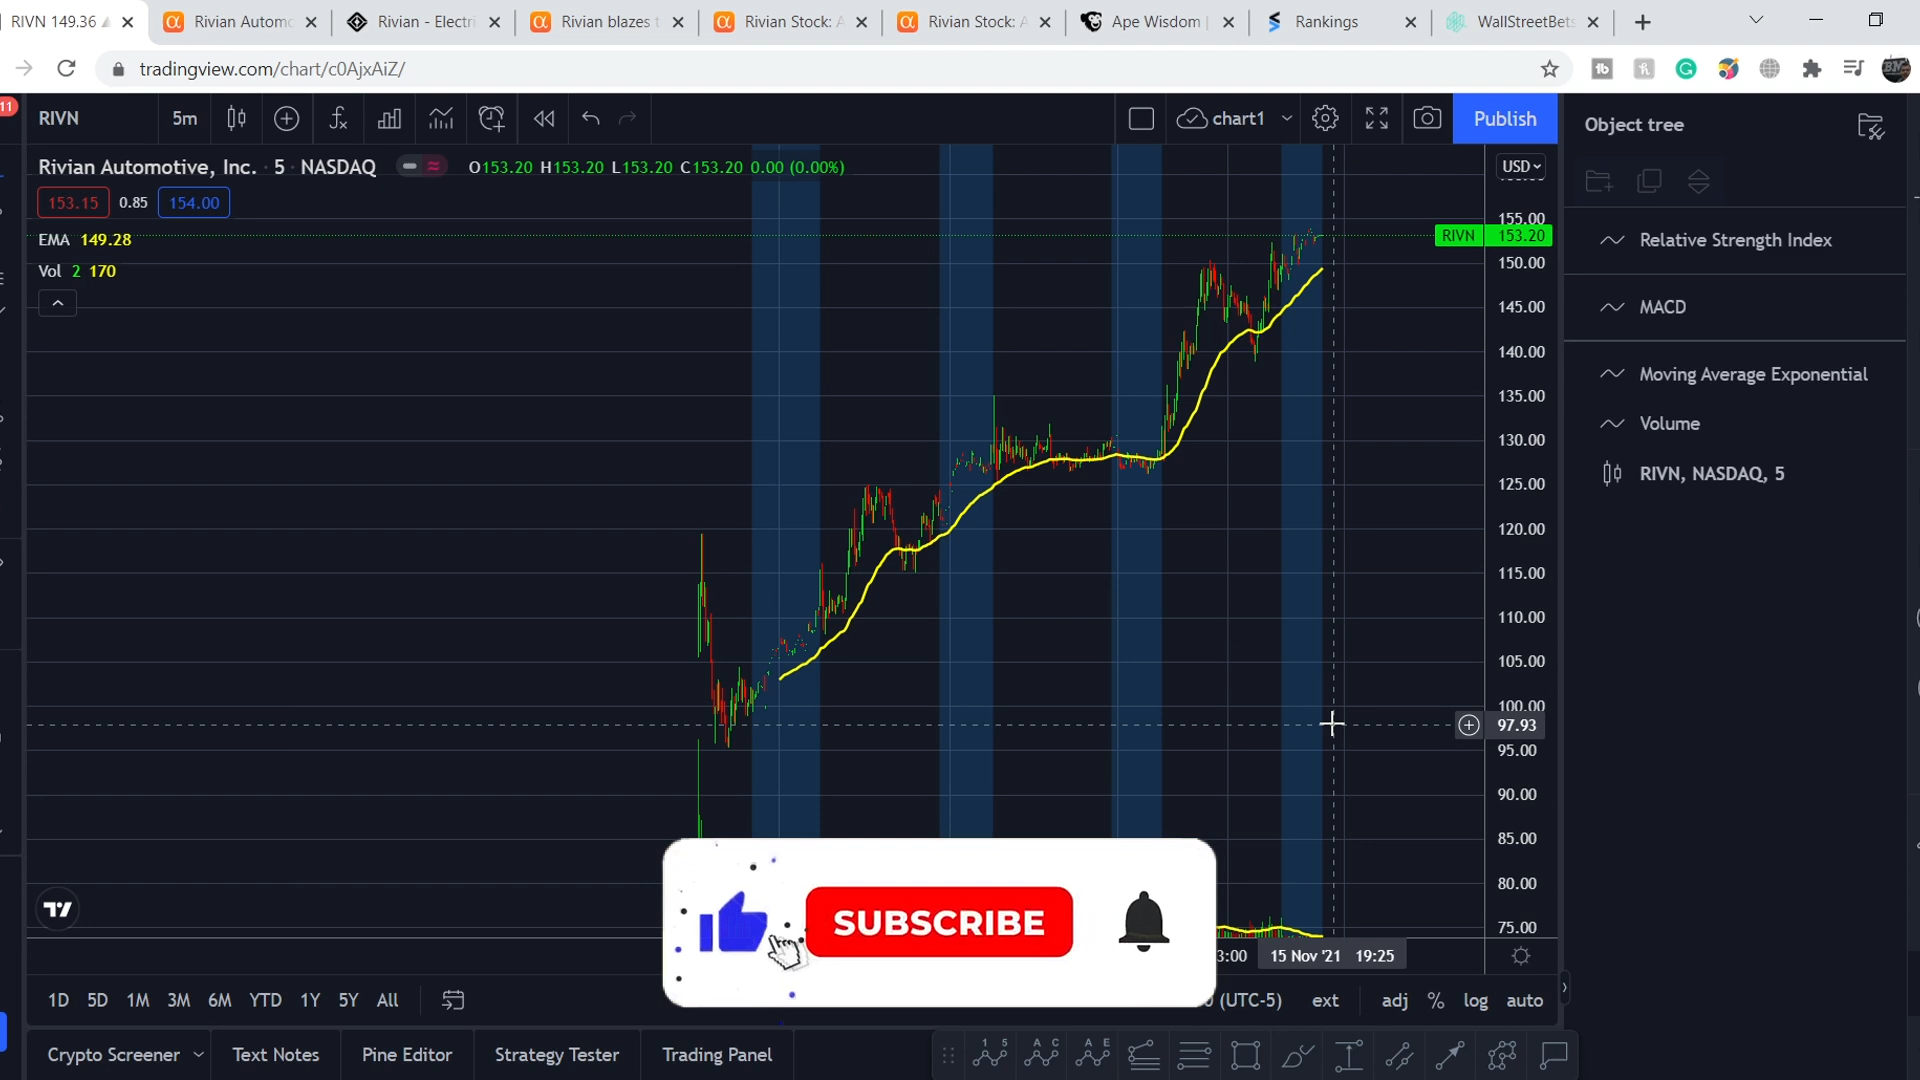 RIVN 149.36
Rivian Automo
Rivian - Electri
Rivian blazes t
Rivian Stock: A
Rivian Stock: A
Ape Wisdom |
Rankings
WallStreetBets
tradingview.com/chart/c0AjxAiZ/
11
RIVN
5m
chart1
Publish
Object tree
Rivian Automotive, Inc. · 5 · NASDAQ
O153.20 H153.20 L153.20 C153.20 0.00 (0.00%)
USD
153.15
0.85
154.00
EMA 149.28
Vol 2 170
155.00
RIVN 153.20
150.00
145.00
140.00
135.00
130.00
125.00
120.00
115.00
110.00
105.00
100.00
97.93
95.00
90.00
85.00
80.00
75.00
Relative Strength Index
MACD
Moving Average Exponential
Volume
RIVN, NASDAQ, 5
SUBSCRIBE
3:00
15 Nov '21 19:25
1D 5D 1M 3M 6M YTD 1Y 5Y All
(UTC-5)
ext
adj % log auto
Crypto Screener
Text Notes
Pine Editor
Strategy Tester
Trading Panel
1 5
A C
A E